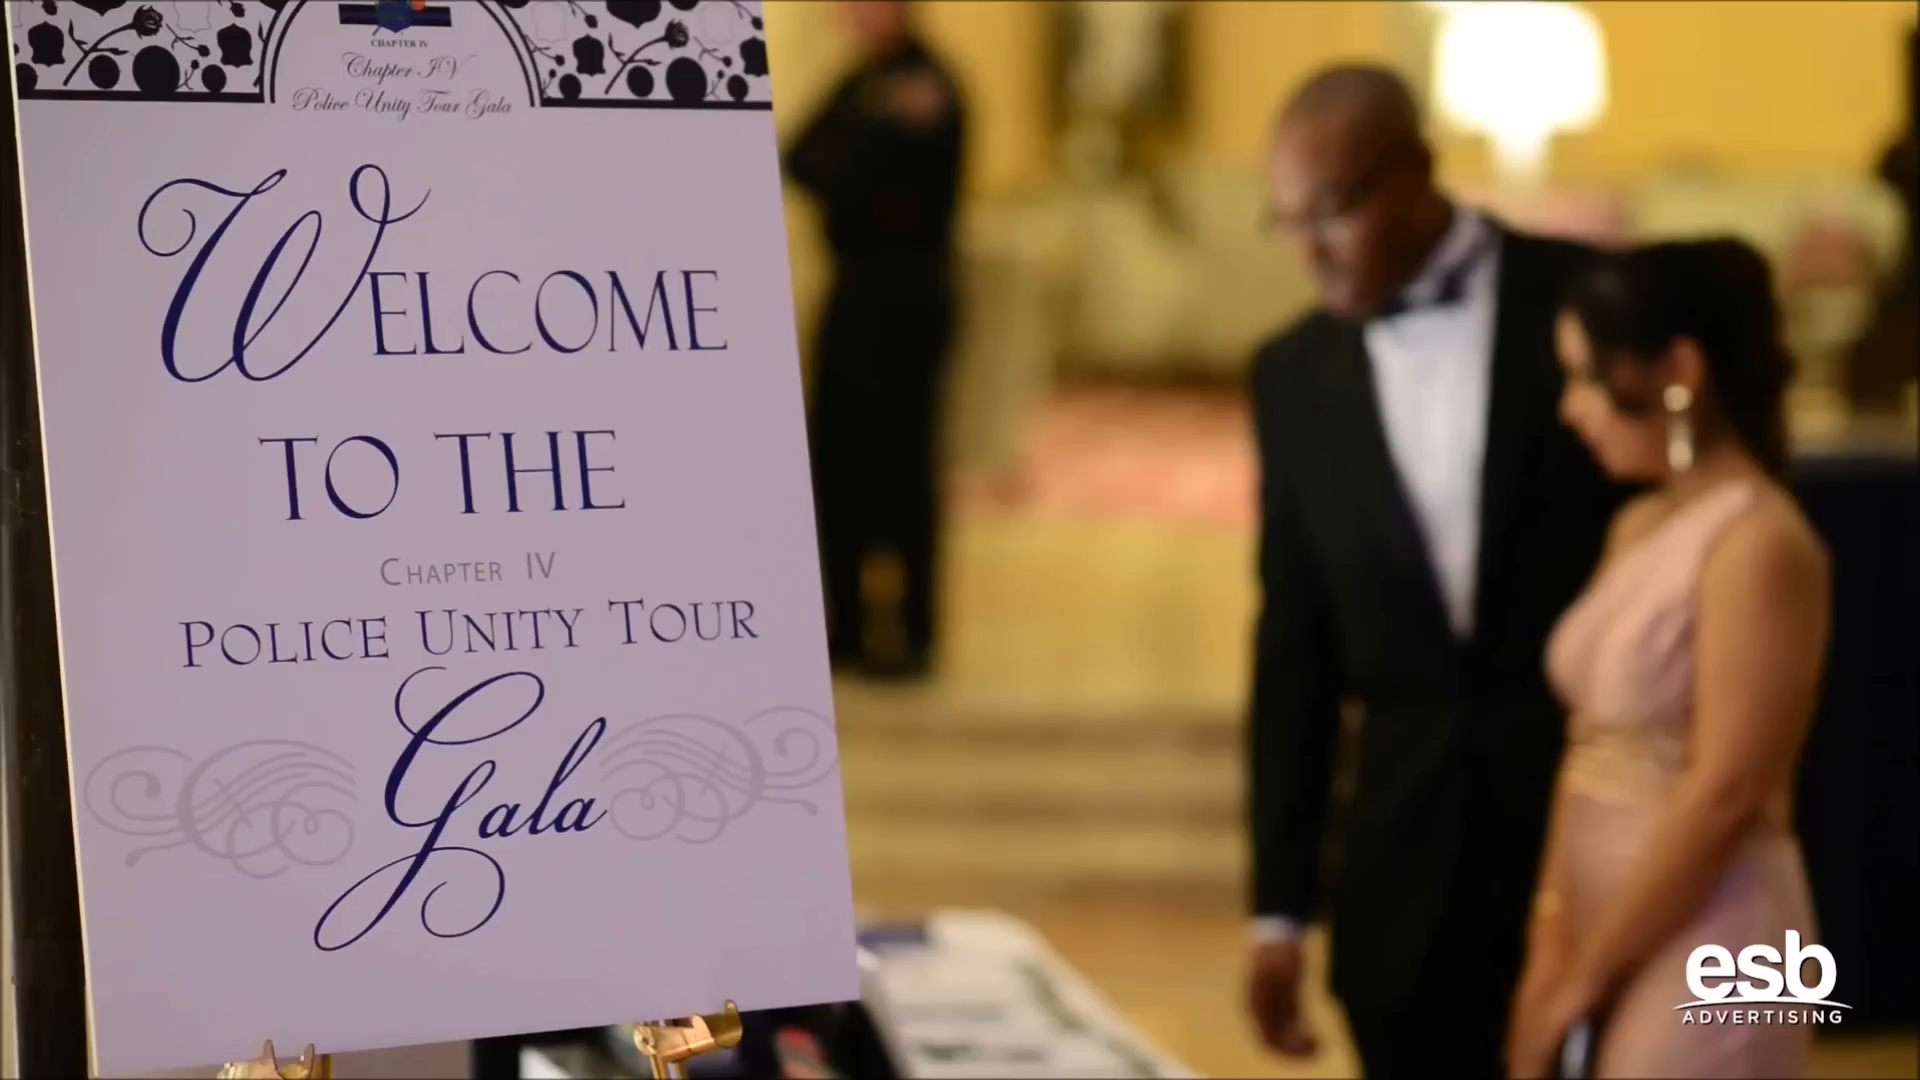 CHAPTER IV
Chapter IV
Police Unity Tour Gala
WELCOME
TO THE
CHAPTER IV
POLICE UNITY TOUR
Gala
esb
ADVERTISING